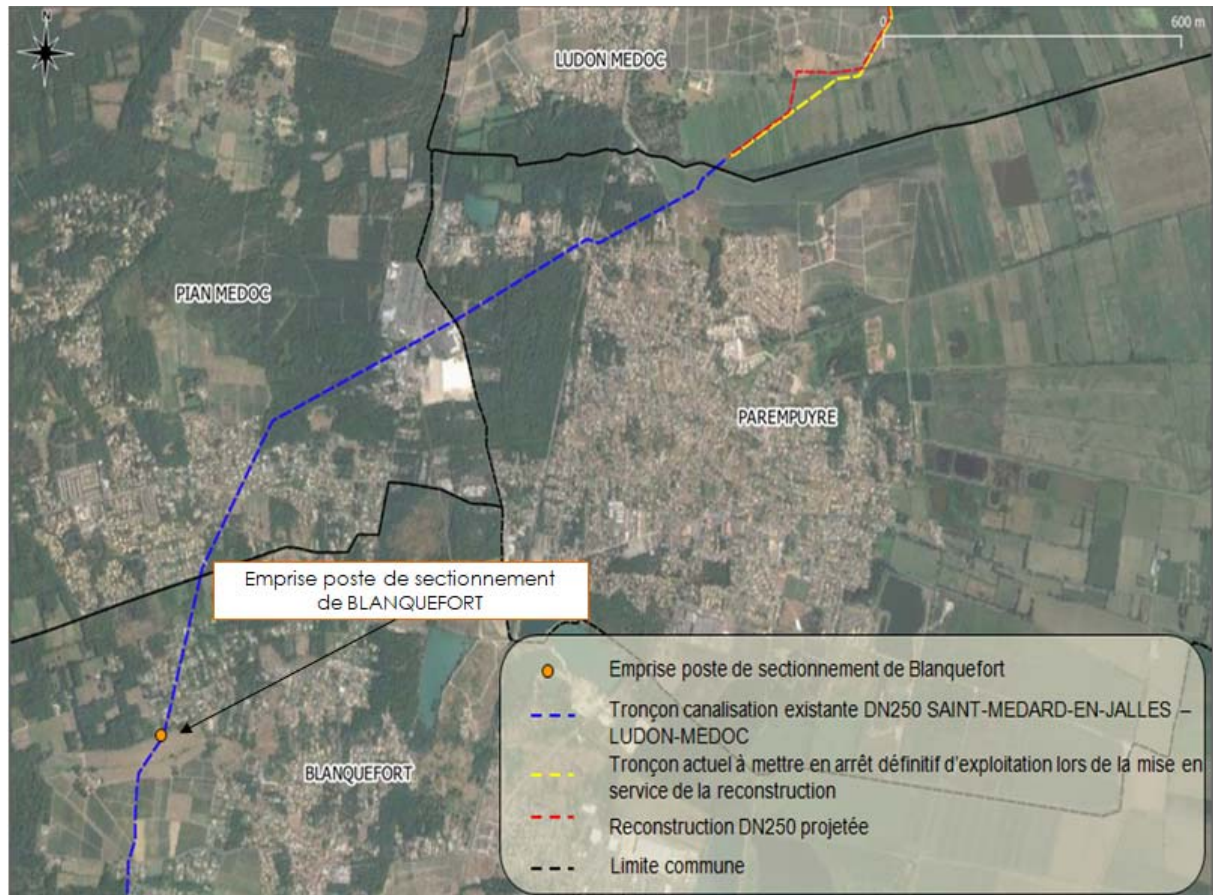 N
LUDON MEDOC
0
600 m
PIAN MEDOC
PAREMPUYRE
Emprise poste de sectionnement
de BLANQUEFORT
BLANQUEFORT
Emprise poste de sectionnement de Blanquefort
Tronçon canalisation existante DN250 SAINT-MEDARD-EN-JALLES –
LUDON-MEDOC
Tronçon actuel à mettre en arrêt définitif d'exploitation lors de la mise en
service de la reconstruction
Reconstruction DN250 projetée
Limite commune